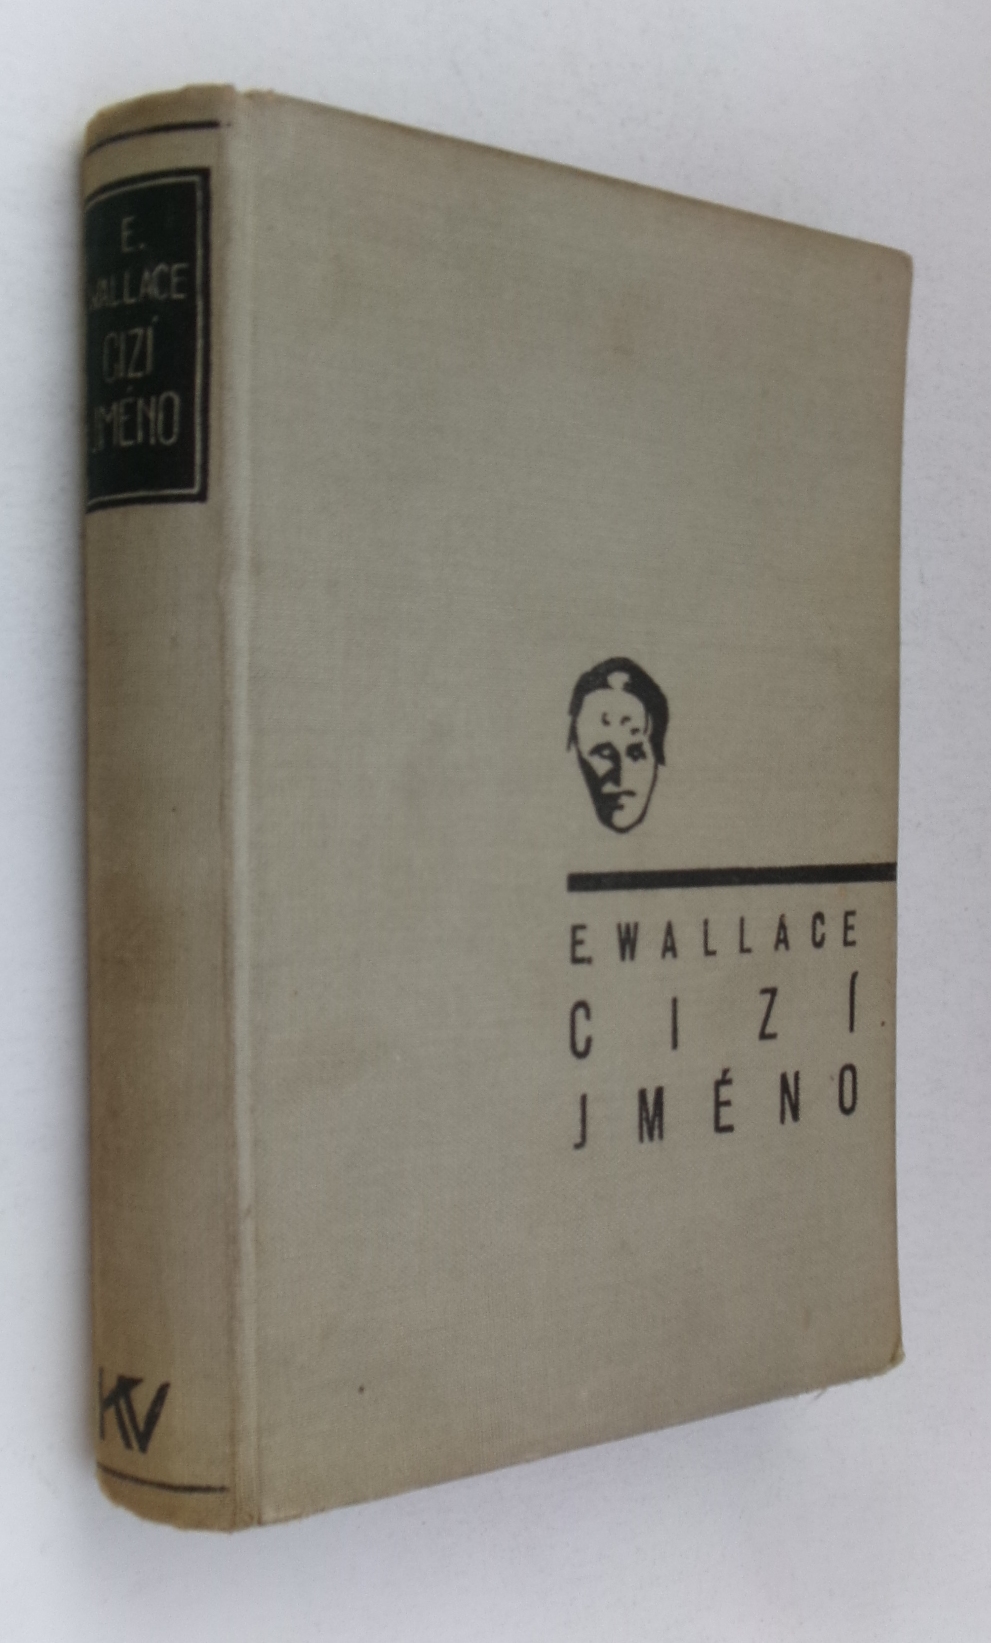 E.
WALLACE
CIZÍ
JMÉNO
KV
E. WALLACE
CIZÍ
JMÉNO